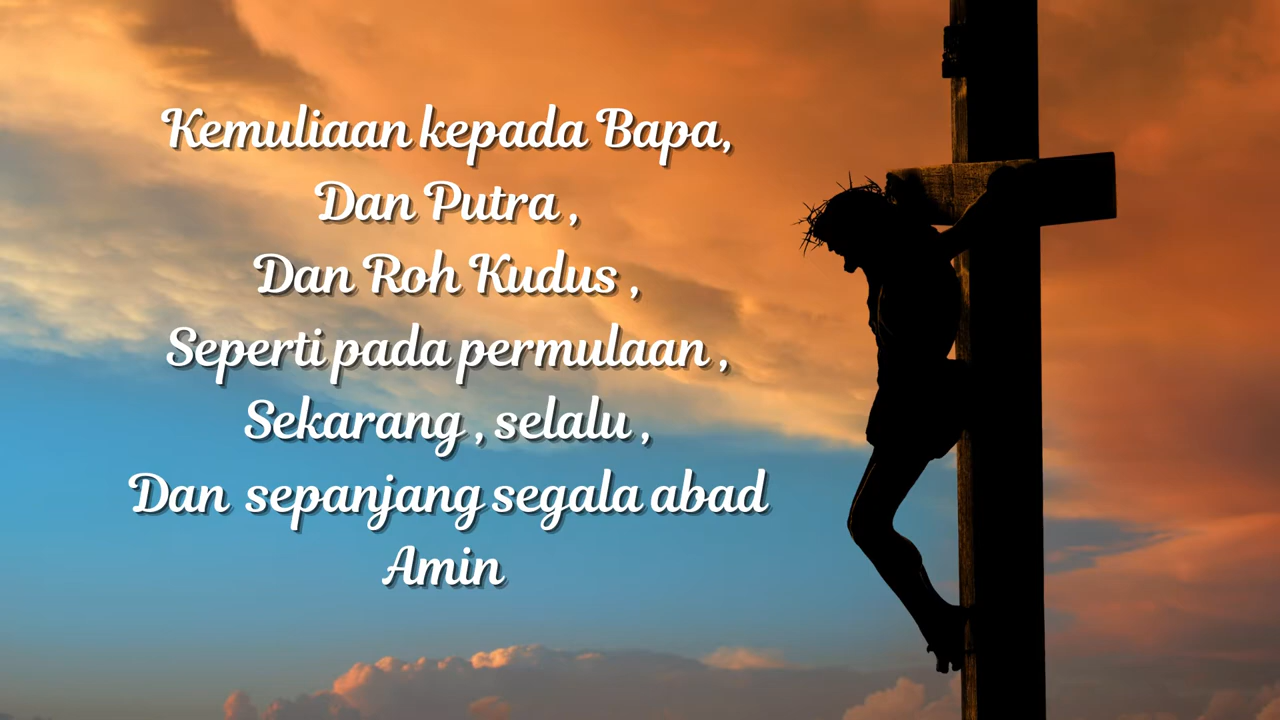 Kemuliaan kepada Bapa,
Dan Putra ,
Dan Roh Kudus ,
Seperti pada permulaan ,
Sekarang , selalu ,
Dan sepanjang segala abad
Amin